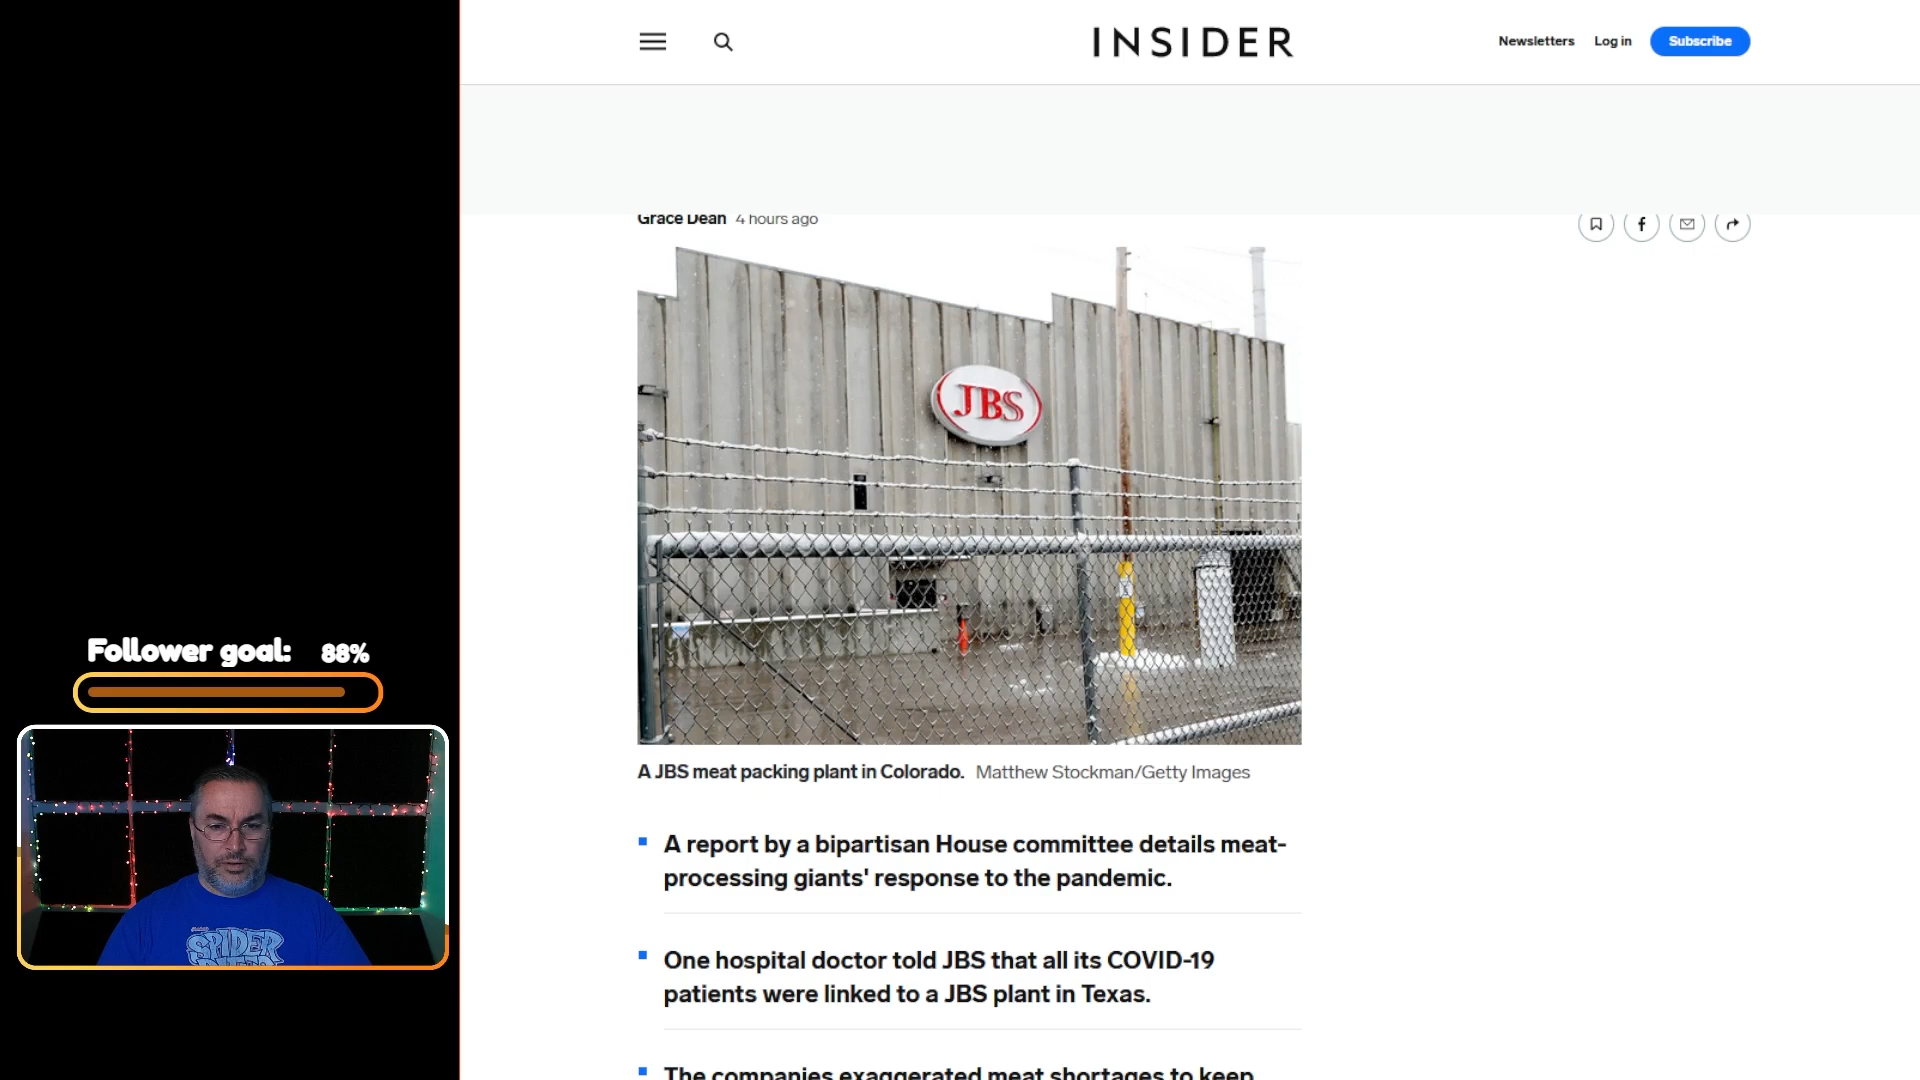 INSIDER
Newsletters
Log in
Subscribe
Grace Dean 4 hours ago
JBS
A JBS meat packing plant in Colorado. Matthew Stockman/Getty Images
A report by a bipartisan House committee details meat-
processing giants' response to the pandemic.
One hospital doctor told JBS that all its COVID-19
patients were linked to a JBS plant in Texas.
The companies exaggerated meat shortages to keep
Follower goal: 88%
SPIDER